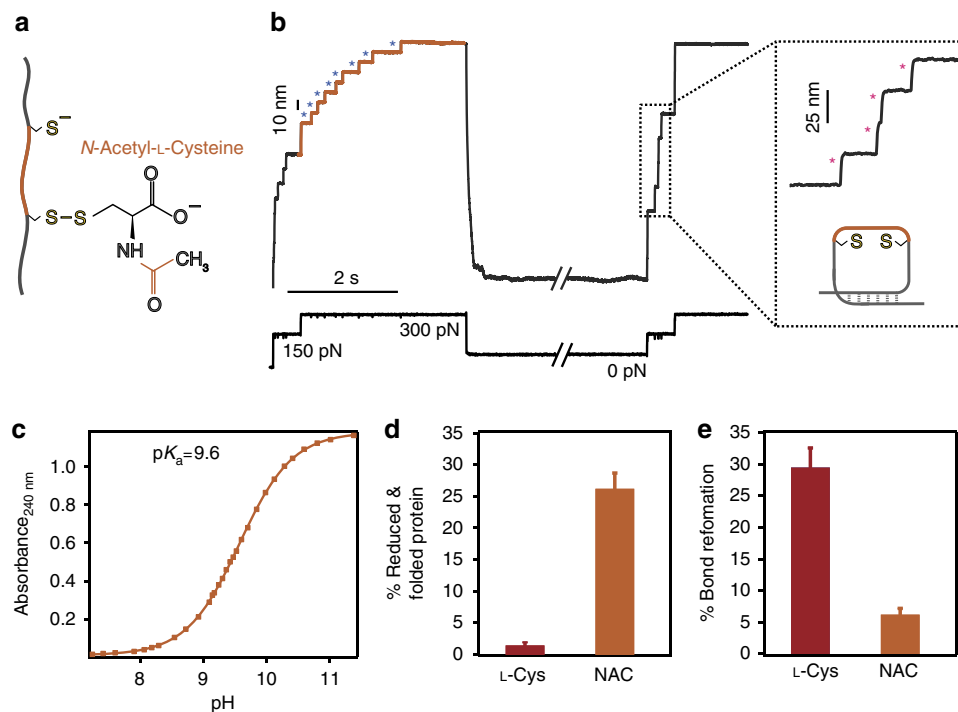 a
S
–
N-Acetyl-L-Cysteine
S–S
O
O
–
NH
CH3
O
b
10 nm
* * * * * * * *
2 s
150 pN
300 pN
0 pN
25 nm
* * * *
S S
c
pKa=9.6
Absorbance240 nm
1.0
0.8
0.6
0.4
0.2
8 9 10 11
pH
d
% Reduced &
folded protein
35
30
25
20
15
10
5
0
L-Cys NAC
e
% Bond refomation
35
30
25
20
15
10
5
0
L-Cys NAC